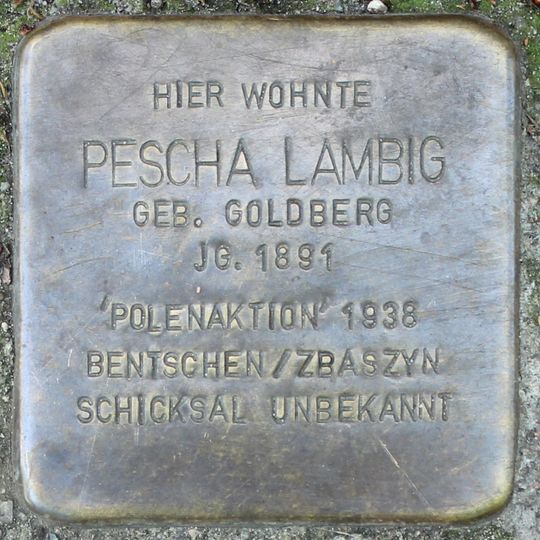 HIER WOHNTE
PESCHA LAMBIG
GEB. GOLDBERG
JG. 1891
'POLENAKTION' 1938
BENTSCHEN/ZBASZYN
SCHICKSAL UNBEKANNT